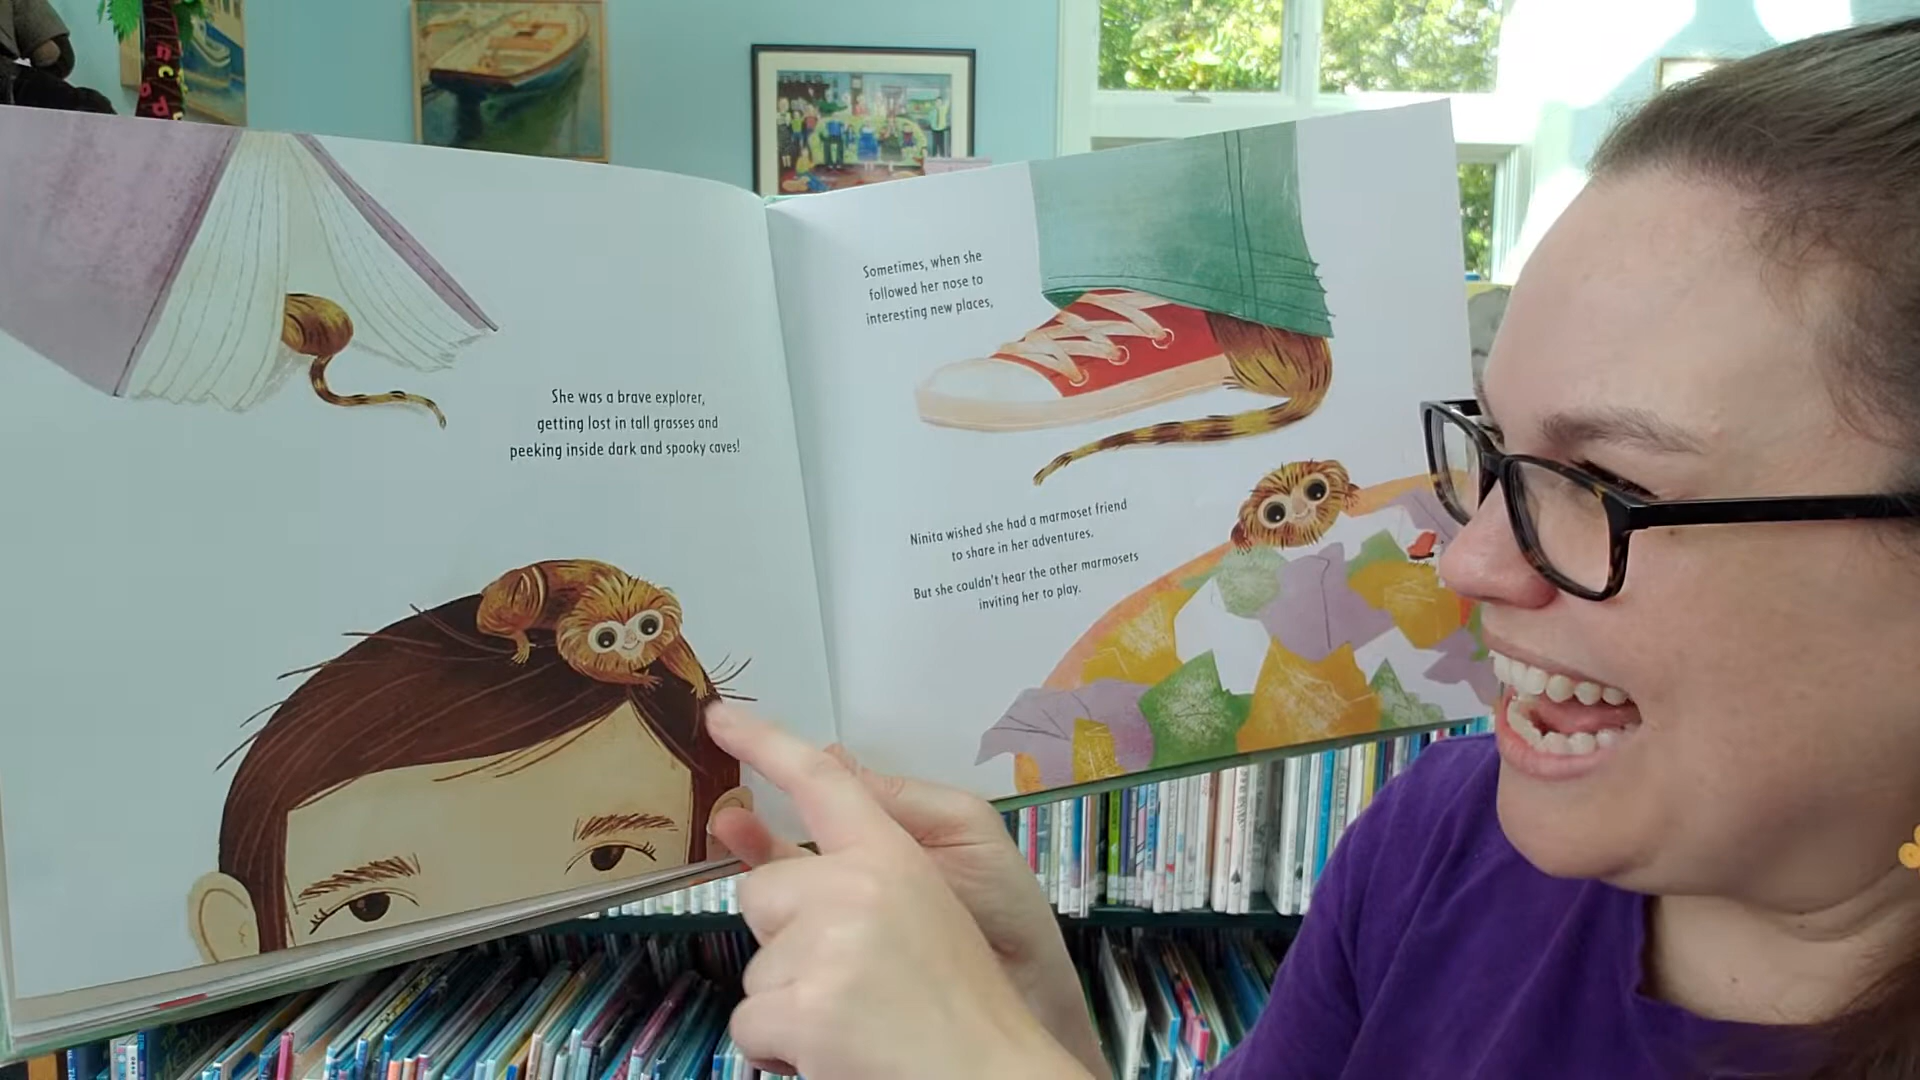 She was a brave explorer,
getting lost in tall grasses and
peeking inside dark and spooky caves!
Sometimes, when she
followed her nose to
interesting new places,
Ninita wished she had a marmoset friend
to share in her adventures.
But she couldn't hear the other marmosets
inviting her to play.